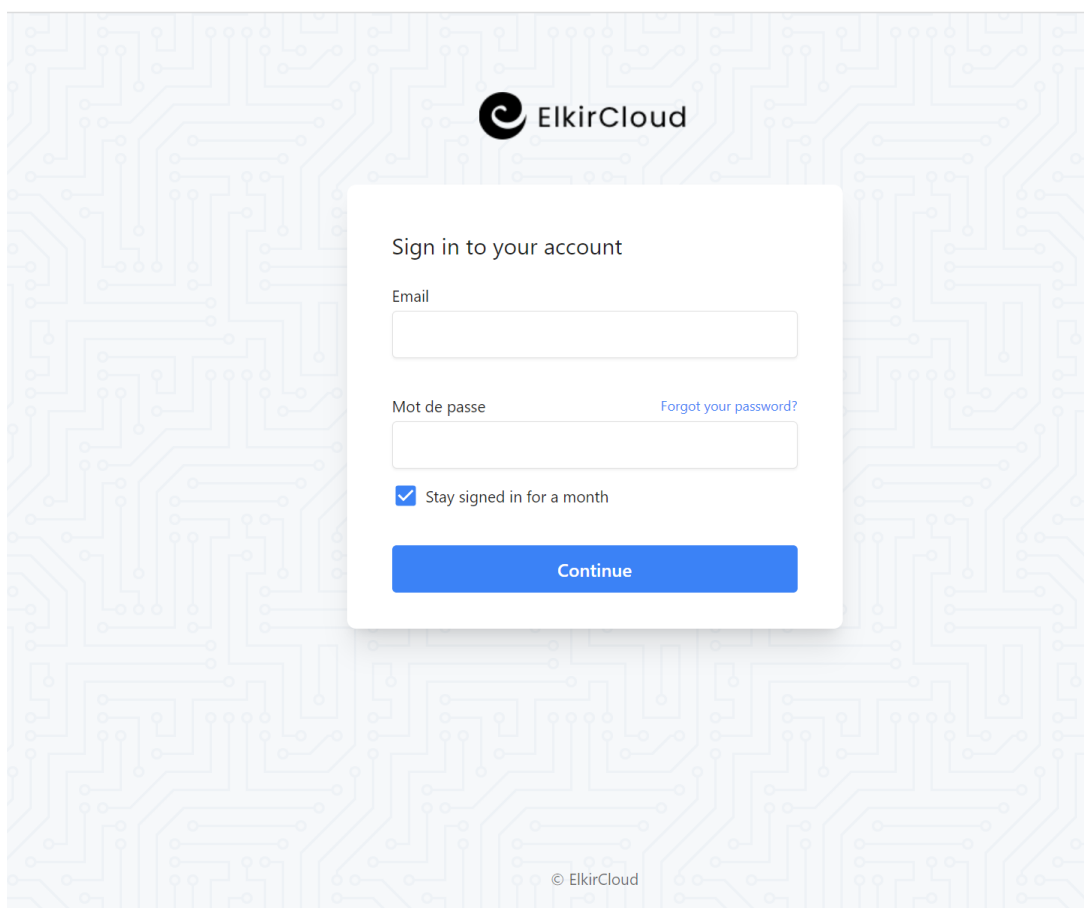 ElkirCloud
Sign in to your account
Email
Mot de passe Forgot your password?
Stay signed in for a month
Continue
© ElkirCloud